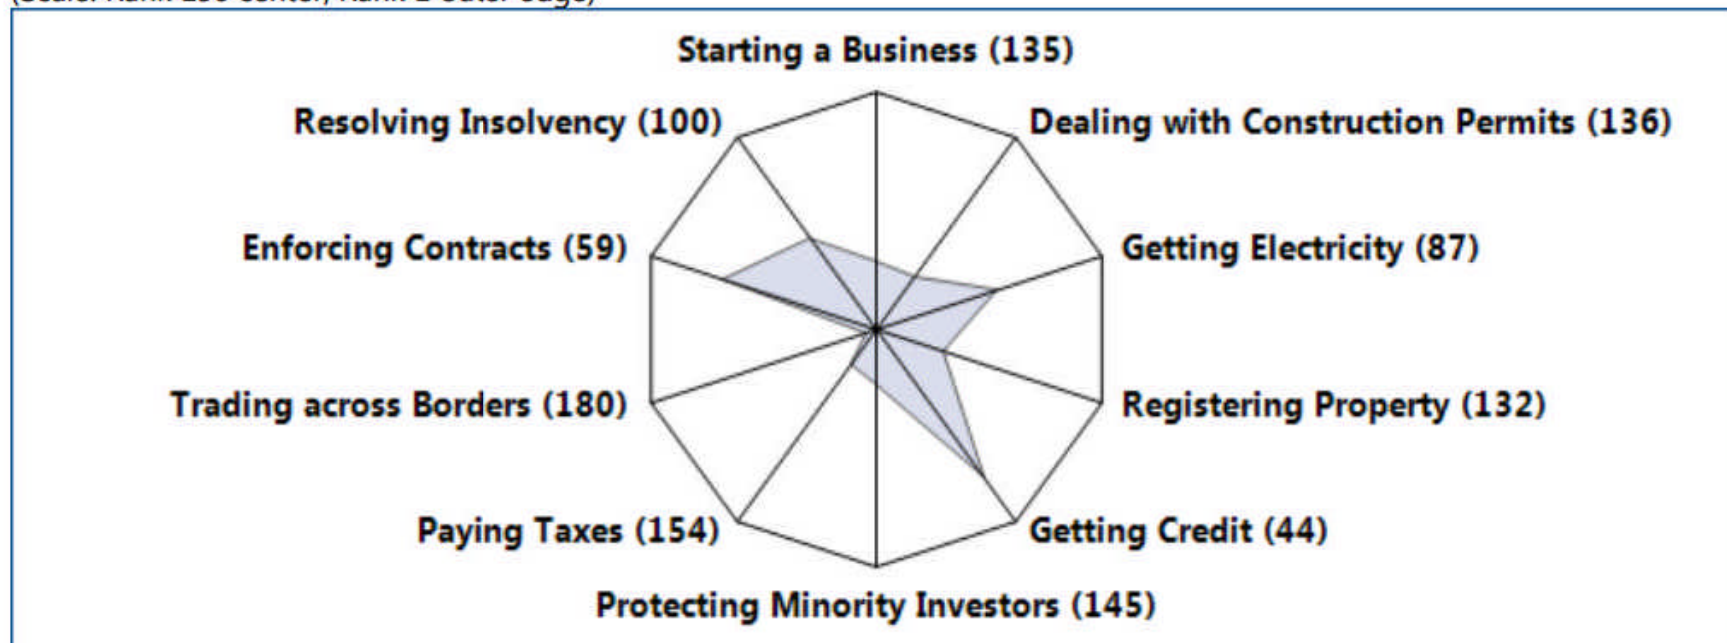 Starting a Business (135)
Resolving Insolvency (100)
Dealing with Construction Permits (136)
Enforcing Contracts (59)
Getting Electricity (87)
Trading across Borders (180)
Registering Property (132)
Paying Taxes (154)
Getting Credit (44)
Protecting Minority Investors (145)